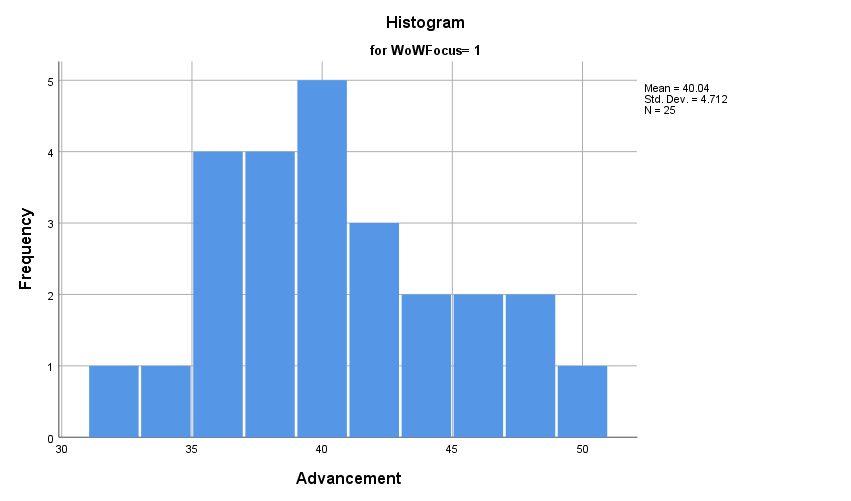 Histogram
for WoWFocus= 1
Mean = 40.04
Std. Dev. = 4.712
N = 25
Frequency
5
4
3
2
1
0
30 35 40 45 50
Advancement